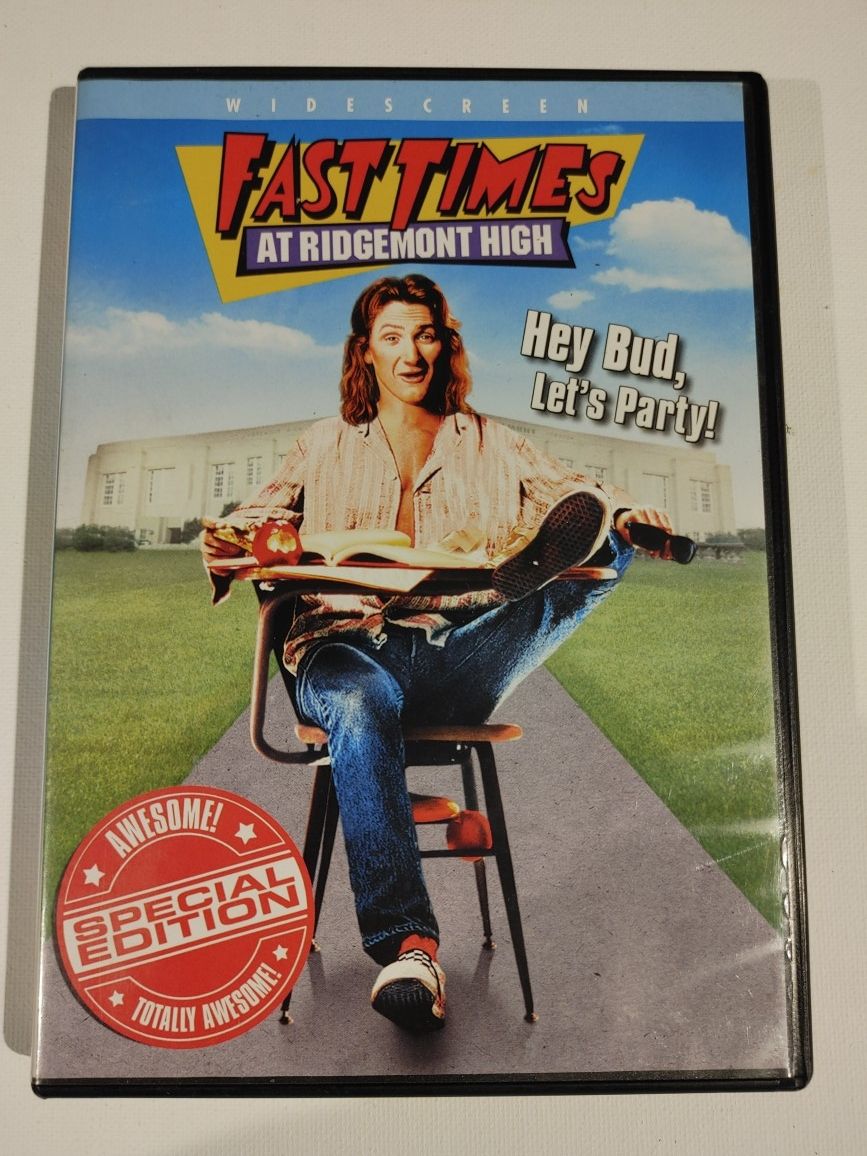 WIDESCREEN
FAST TIMES
AT RIDGEMONT HIGH
Hey Bud,
Let's Party!
AWESOME!
SPECIAL
EDITION
TOTALLY AWESOME!